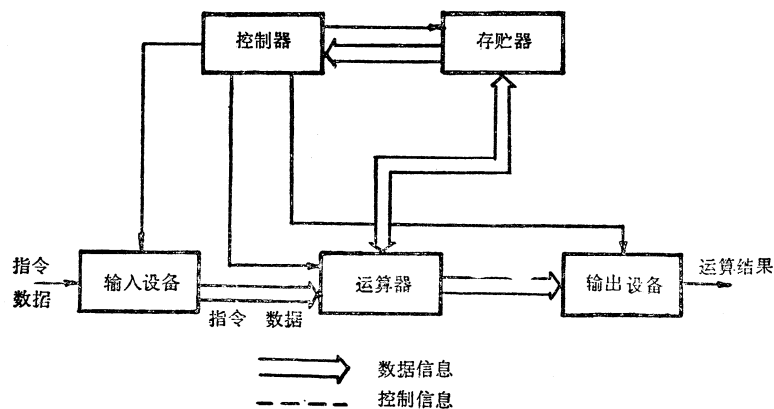 控制器
存贮器
指令
数据
输入设备
指令 数据
运算器
输出设备
运算结果
数据信息
控制信息